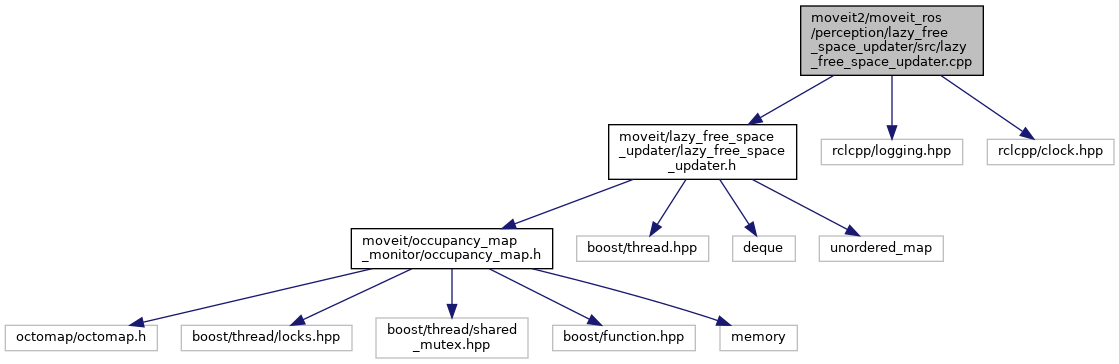 moveit2/moveit_ros
/perception/lazy_free
_space_updater/src/lazy
_free_space_updater.cpp
moveit/lazy_free_space
_updater/lazy_free_space
_updater.h
rclcpp/logging.hpp
rclcpp/clock.hpp
moveit/occupancy_map
_monitor/occupancy_map.h
boost/thread.hpp
deque
unordered_map
octomap/octomap.h
boost/thread/locks.hpp
boost/thread/shared
_mutex.hpp
boost/function.hpp
memory